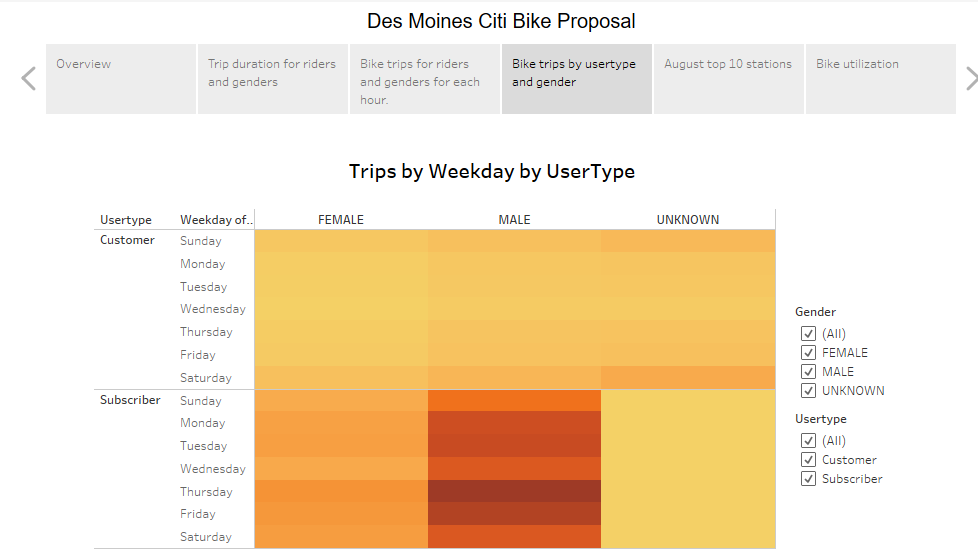 Des Moines Citi Bike Proposal
Overview
Trip duration for riders
and genders
Bike trips for riders
and genders for each
hour.
Bike trips by usertype
and gender
August top 10 stations
Bike utilization
Trips by Weekday by UserType
Usertype Weekday of.. FEMALE MALE UNKNOWN
Customer Sunday
Monday
Tuesday
Wednesday
Thursday
Friday
Saturday
Subscriber Sunday
Monday
Tuesday
Wednesday
Thursday
Friday
Saturday
Gender
(All)
FEMALE
MALE
UNKNOWN
Usertype
(All)
Customer
Subscriber